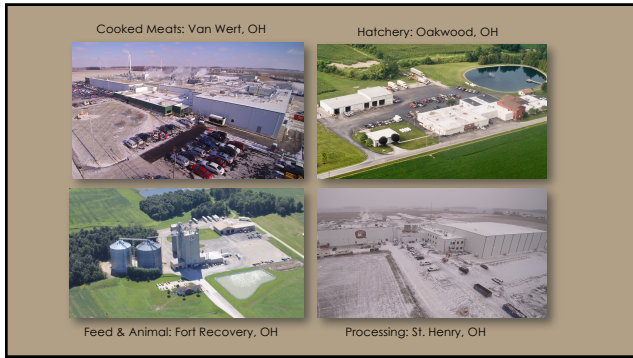 Cooked Meats: Van Wert, OH
Hatchery: Oakwood, OH
Feed & Animal: Fort Recovery, OH
Processing: St. Henry, OH